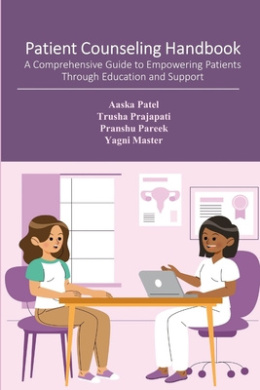 Patient Counseling Handbook
A Comprehensive Guide to Empowering Patients
Through Education and Support
Aaska Patel
Trusha Prajapati
Pranshu Pareek
Yagni Master